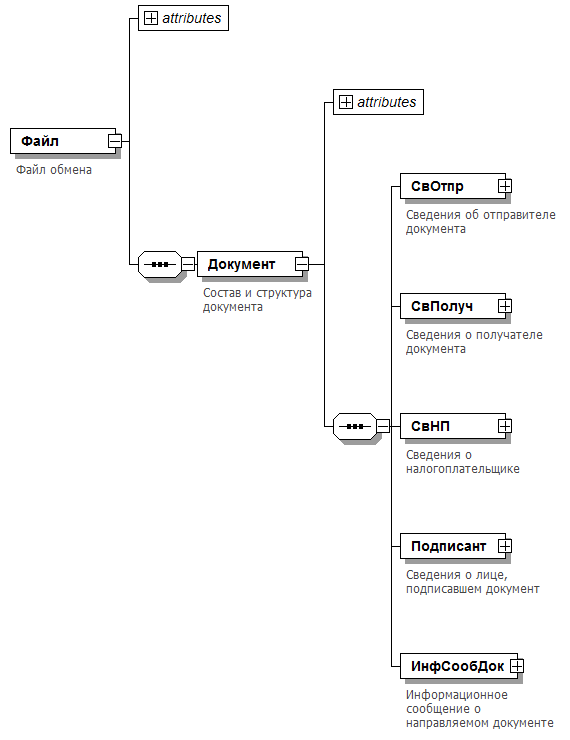 attributes
attributes
Файл
Файл обмена
СвОтпр
Сведения об отправителе
документа
Документ
Состав и структура
документа
СвПолуч
Сведения о получателе
документа
СвНП
Сведения о
налогоплательщике
Подписант
Сведения о лице,
подписавшем документ
ИнфСообДок
Информационное
сообщение о
направляемом документе